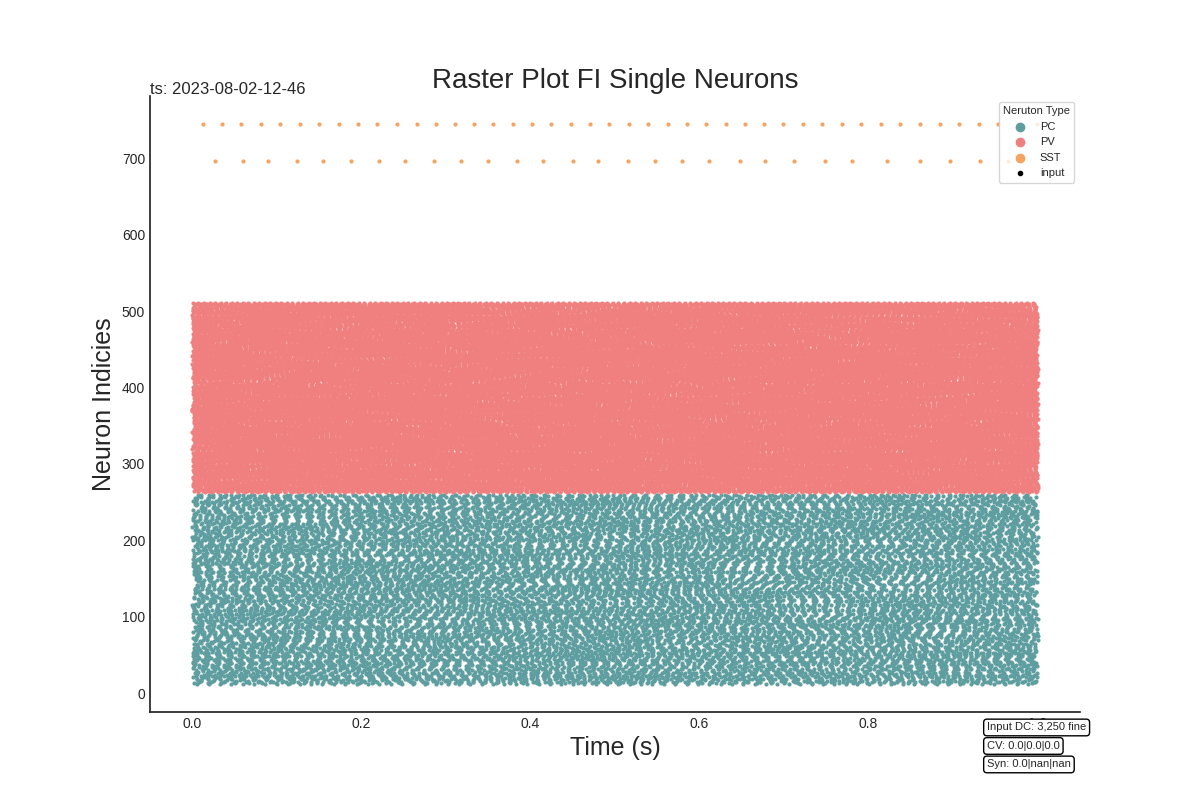 Raster Plot FI Single Neurons
ts: 2023-08-02-12-46
Neruton Type
PC
PV
SST
input
Neuron Indicies
700
600
500
400
300
200
100
0
0.0
0.2
0.4
0.6
0.8
Time (s)
Input DC: 3,250 fine
CV: 0.0|0.0|0.0
Syn: 0.0|nan|nan